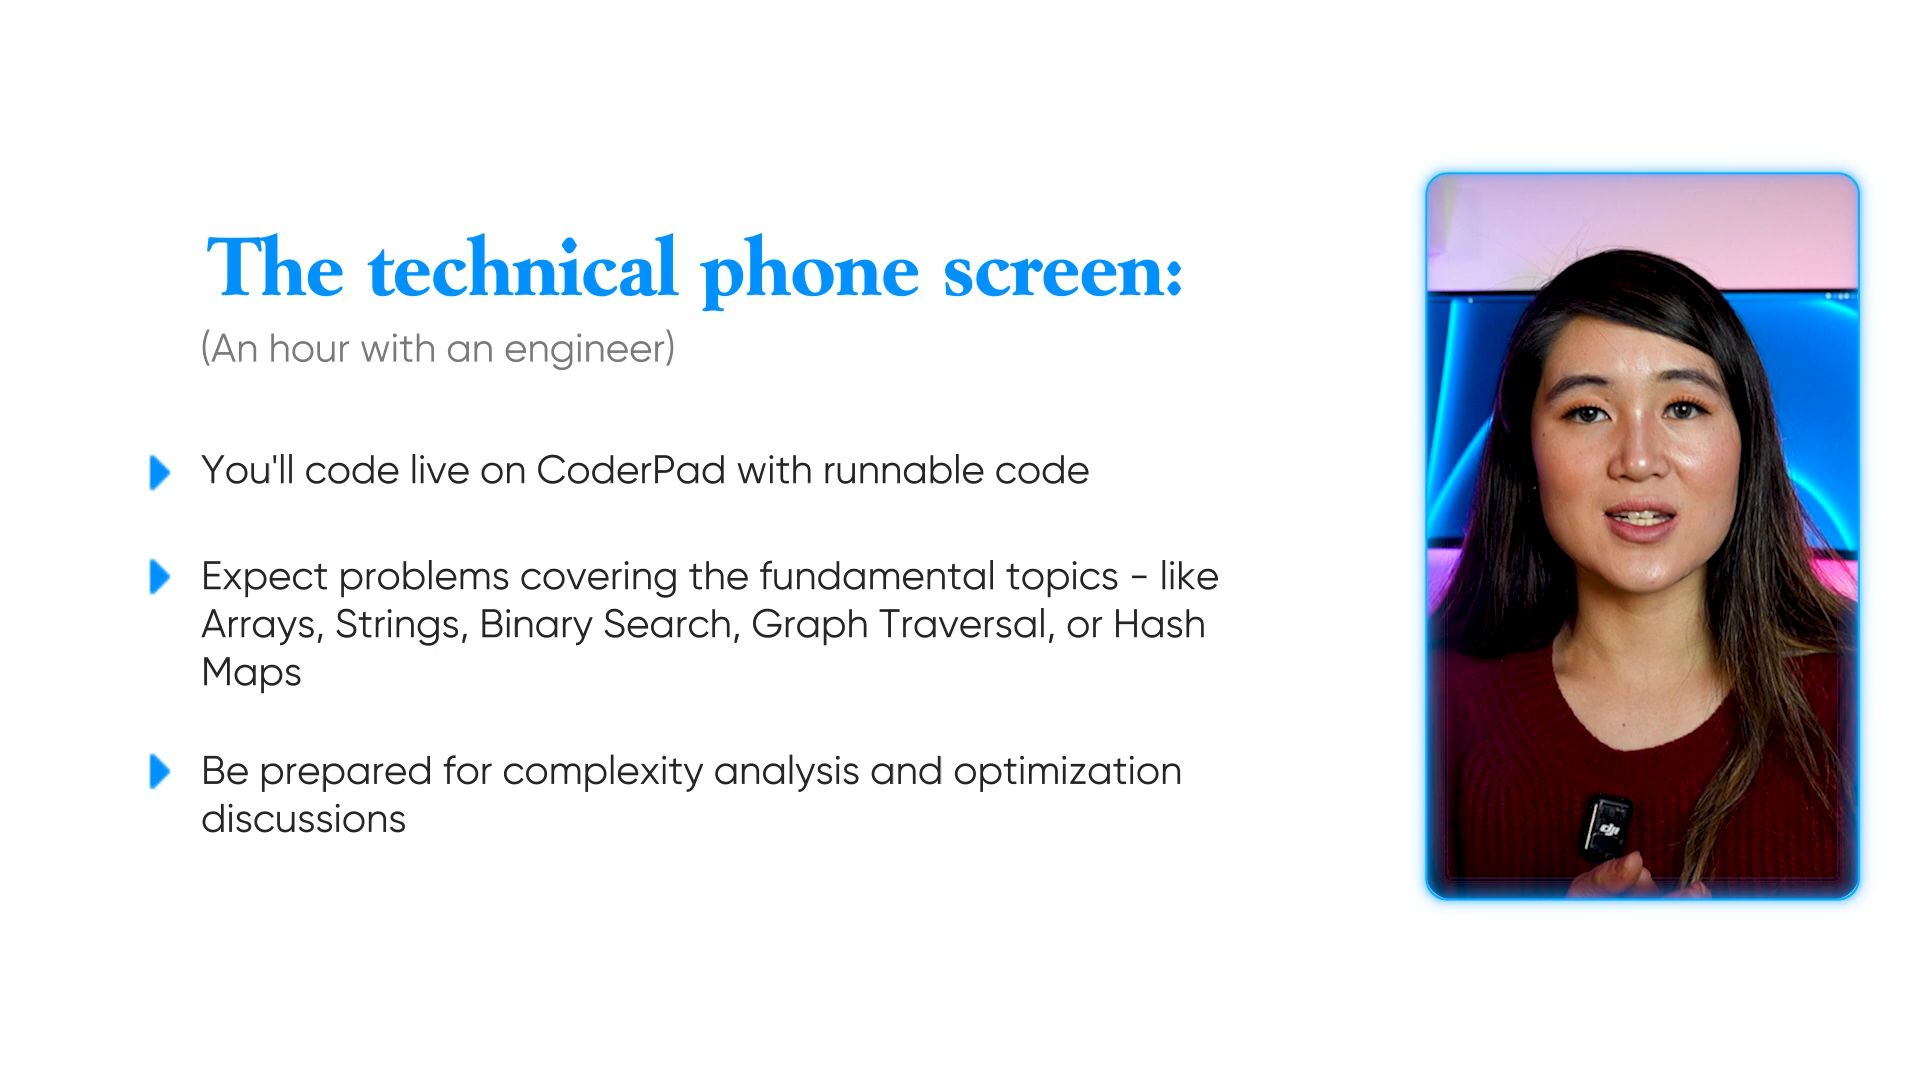 The technical phone screen:
(An hour with an engineer)
You'll code live on CoderPad with runnable code
Expect problems covering the fundamental topics - like
Arrays, Strings, Binary Search, Graph Traversal, or Hash
Maps
Be prepared for complexity analysis and optimization
discussions
dji